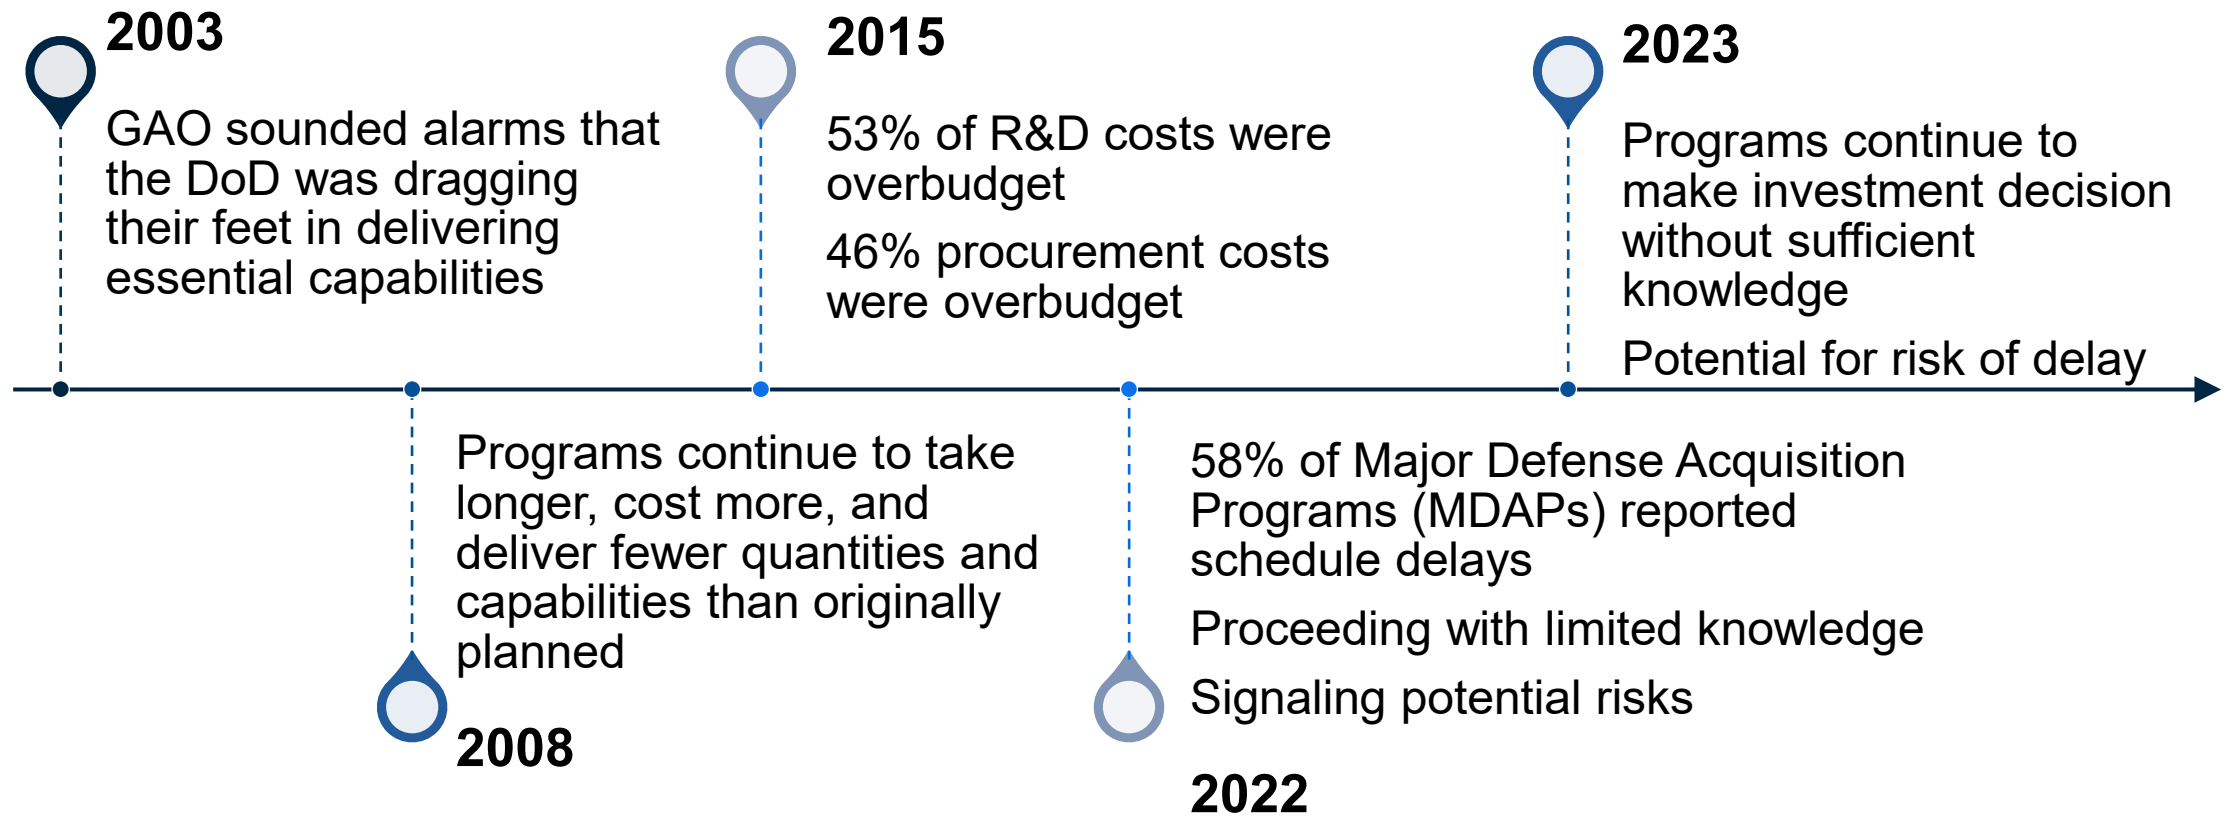 2003
GAO sounded alarms that
the DoD was dragging
their feet in delivering
essential capabilities
Programs continue to take
longer, cost more, and
deliver fewer quantities and
capabilities than originally
planned
2008
2015
53% of R&D costs were
overbudget
46% procurement costs
were overbudget
58% of Major Defense Acquisition
Programs (MDAPs) reported
schedule delays
Proceeding with limited knowledge
Signaling potential risks
2022
2023
Programs continue to
make investment decision
without sufficient
knowledge
Potential for risk of delay